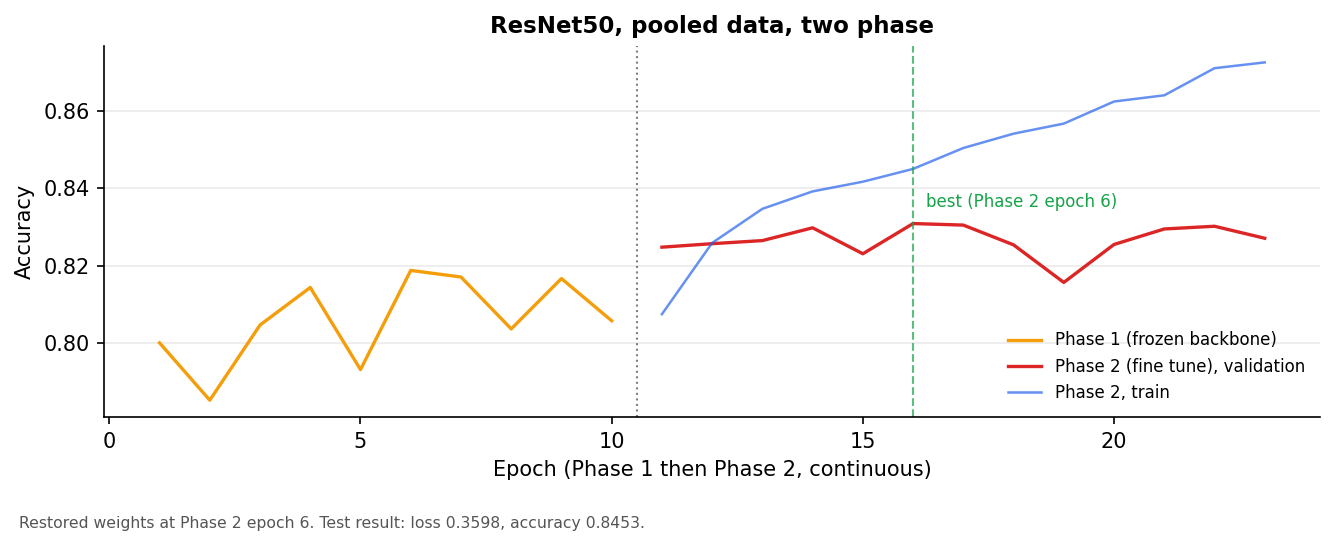 ResNet50, pooled data, two phase
Accuracy
0.86
0.84
0.82
0.80
best (Phase 2 epoch 6)
Phase 1 (frozen backbone)
Phase 2 (fine tune), validation
Phase 2, train
0 5 10 15 20
Epoch (Phase 1 then Phase 2, continuous)
Restored weights at Phase 2 epoch 6. Test result: loss 0.3598, accuracy 0.8453.